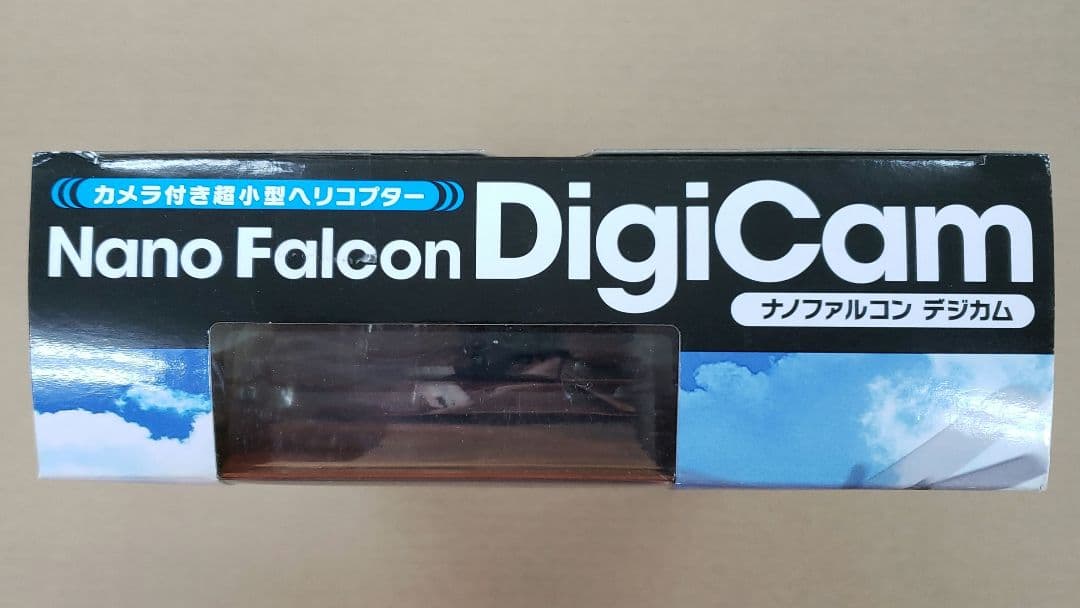 カメラ付き超小型ヘリコプター
Nano Falcon DigiCam
ナノファルコン デジカム